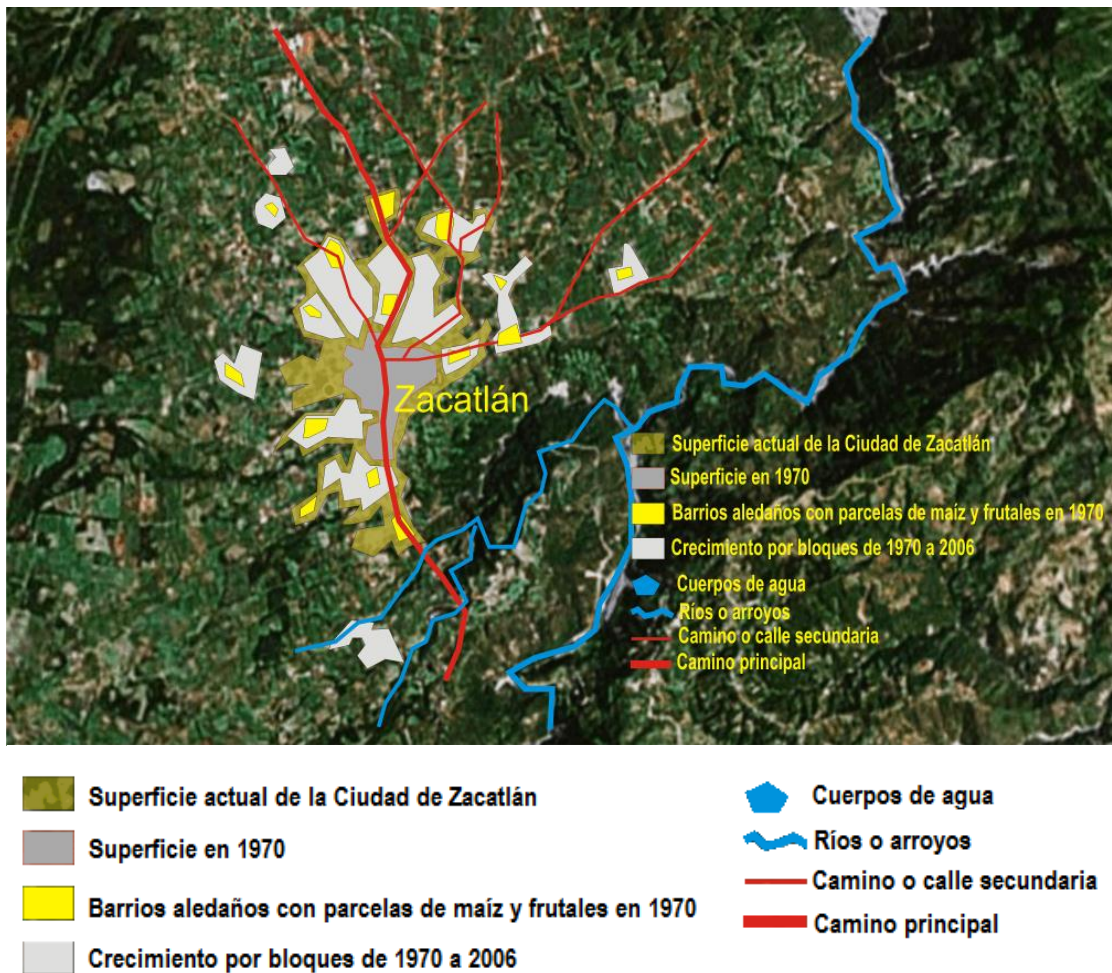 Zacatlán
Superficie actual de la Ciudad de Zacatlán
Superficie en 1970
Barrios aledaños con parcelas de maíz y frutales en 1970
Crecimiento por bloques de 1970 a 2006
Cuerpos de agua
Ríos o arroyos
Camino o calle secundaria
Camino principal
Superficie actual de la Ciudad de Zacatlán
Superficie en 1970
Barrios aledaños con parcelas de maíz y frutales en 1970
Crecimiento por bloques de 1970 a 2006
Cuerpos de agua
Ríos o arroyos
Camino o calle secundaria
Camino principal